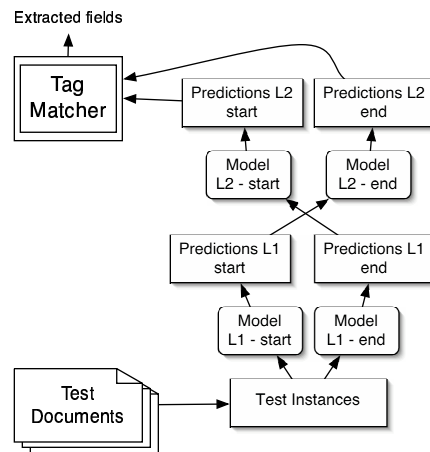 Extracted fields
Tag
Matcher
Predictions L2
start
Predictions L2
end
Model
L2 - start
Model
L2 - end
Predictions L1
start
Predictions L1
end
Model
L1 - start
Model
L1 - end
Test
Documents
Test Instances